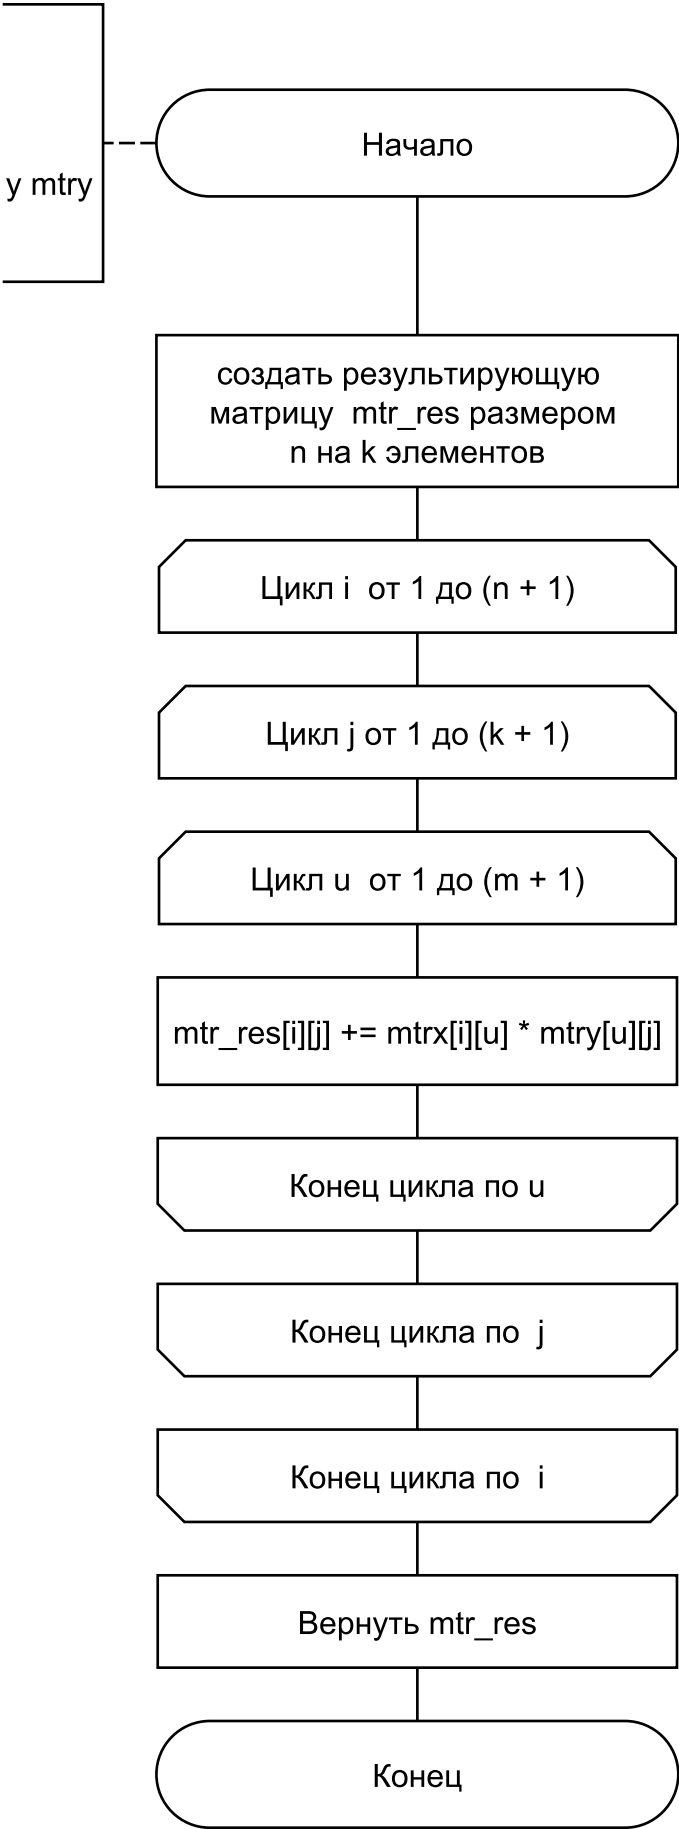 Начало
у mtry
создать результирующую
матрицу mtr_res размером
n на k элементов
Цикл i от 1 до (n + 1)
Цикл j от 1 до (k + 1)
Цикл u от 1 до (m + 1)
mtr_res[i][j] += mtrx[i][u] * mtry[u][j]
Конец цикла по u
Конец цикла по j
Конец цикла по i
Вернуть mtr_res
Конец